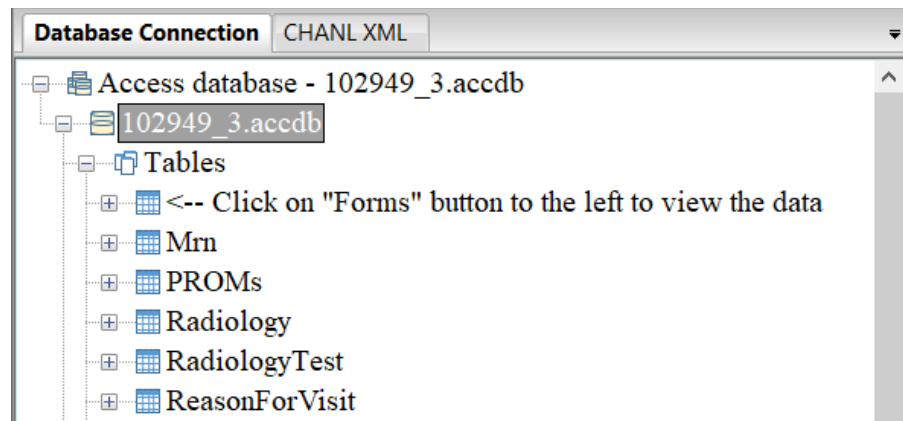 Database Connection CHANL XML
Access database - 102949_3.accdb
102949_3.accdb
Tables
<-- Click on "Forms" button to the left to view the data
Mrn
PROMs
Radiology
RadiologyTest
ReasonForVisit